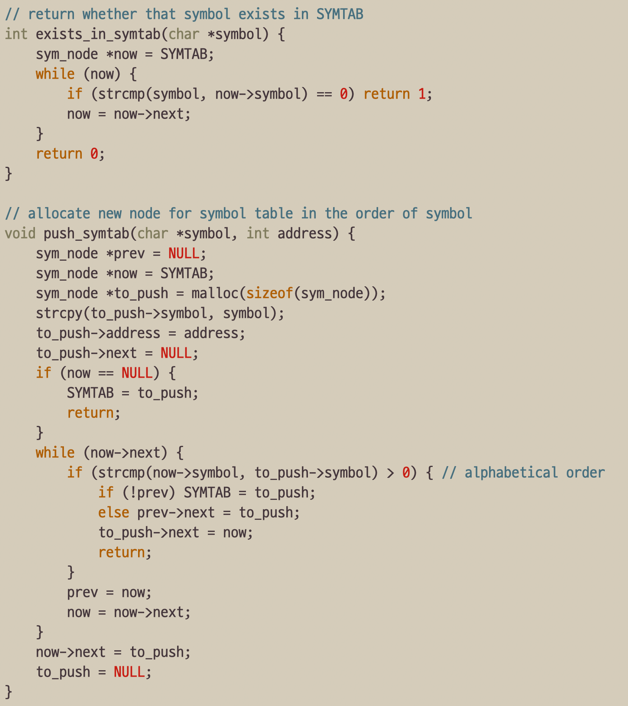 // return whether that symbol exists in SYMTAB
int exists_in_symtab(char *symbol) {
    sym_node *now = SYMTAB;
    while (now) {
        if (strcmp(symbol, now->symbol) == 0) return 1;
        now = now->next;
    }
    return 0;
}

// allocate new node for symbol table in the order of symbol
void push_symtab(char *symbol, int address) {
    sym_node *prev = NULL;
    sym_node *now = SYMTAB;
    sym_node *to_push = malloc(sizeof(sym_node));
    strcpy(to_push->symbol, symbol);
    to_push->address = address;
    to_push->next = NULL;
    if (now == NULL) {
        SYMTAB = to_push;
        return;
    }
    while (now->next) {
        if (strcmp(now->symbol, to_push->symbol) > 0) { // alphabetical order
            if (!prev) SYMTAB = to_push;
            else prev->next = to_push;
            to_push->next = now;
            return;
        }
        prev = now;
        now = now->next;
    }
    now->next = to_push;
    to_push = NULL;
}